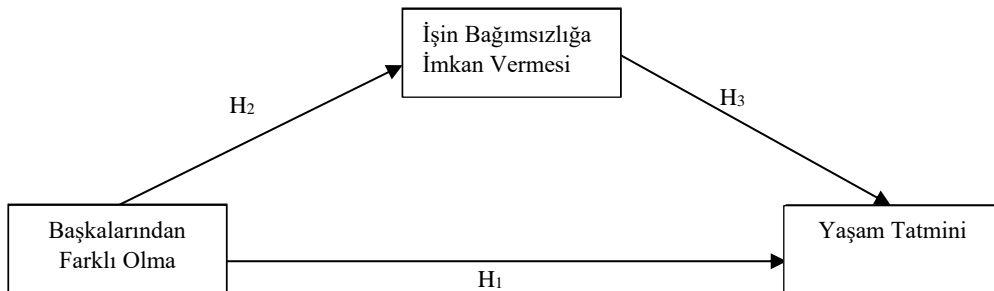 İşin Bağımsızlığa
İmkan Vermesi
H2
H3
Başkalarından
Farklı Olma
Yaşam Tatmini
H1